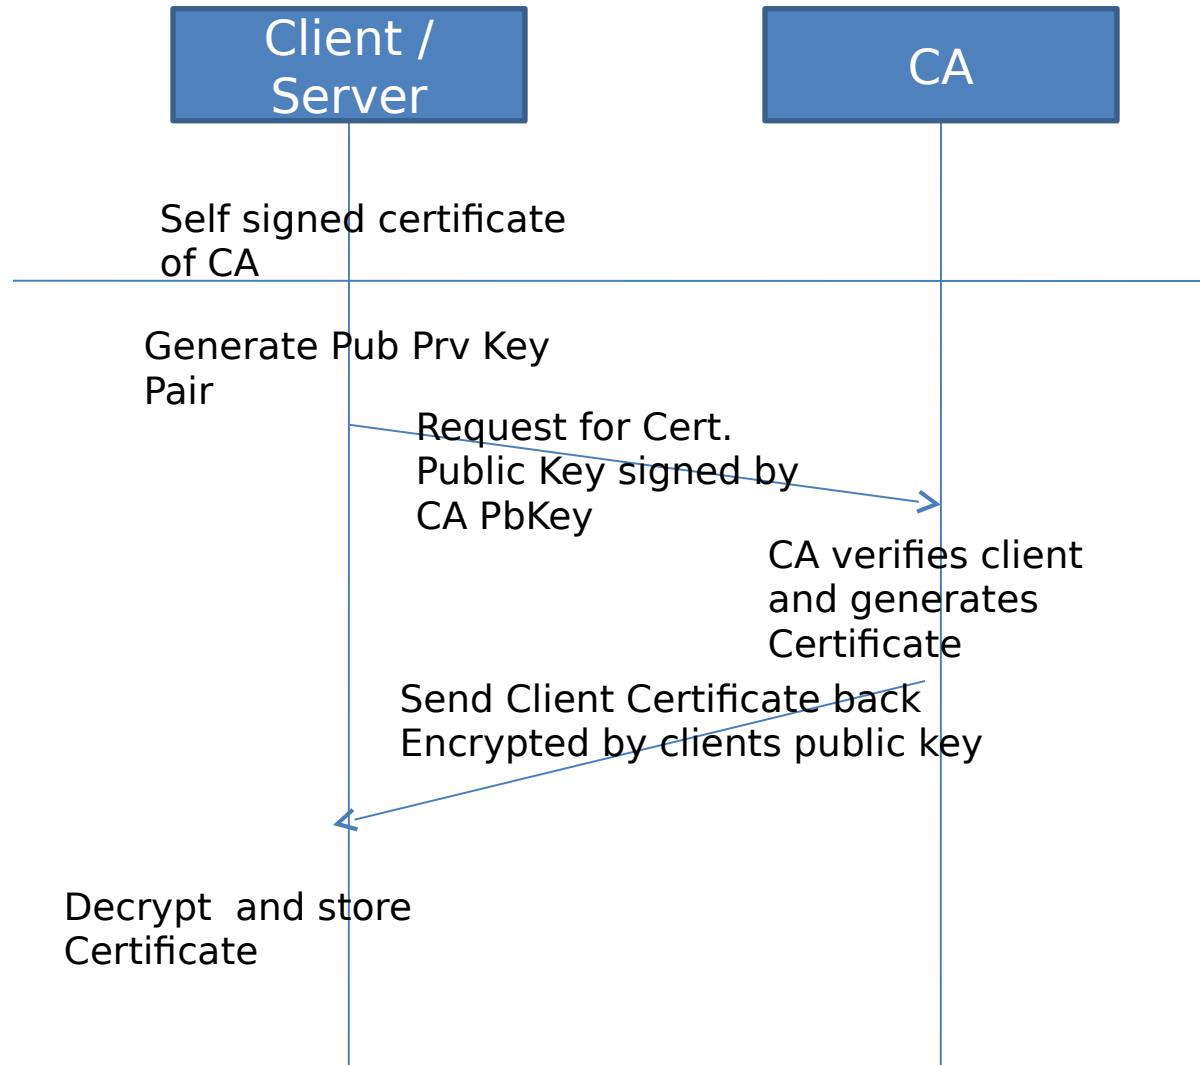 Client /
Server
CA
Self signed certificate
of CA
Generate Pub Prv Key
Pair
Request for Cert.
Public Key signed by
CA PbKey
CA verifies client
and generates
Certificate
Send Client Certificate back
Encrypted by clients public key
Decrypt  and store
Certificate